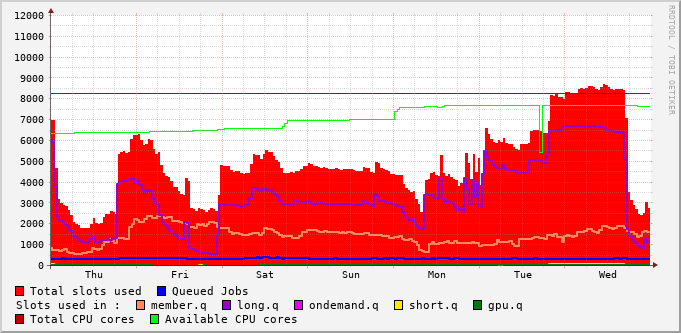 12000
11000
10000
9000
8000
7000
6000
5000
4000
3000
2000
1000
0
Thu Fri Sat Sun Mon Tue Wed
RRDTOOL / TOBI OETIKER
Total slots used Queued Jobs
Slots used in : member.q long.q ondemand.q short.q gpu.q
Total CPU cores Available CPU cores